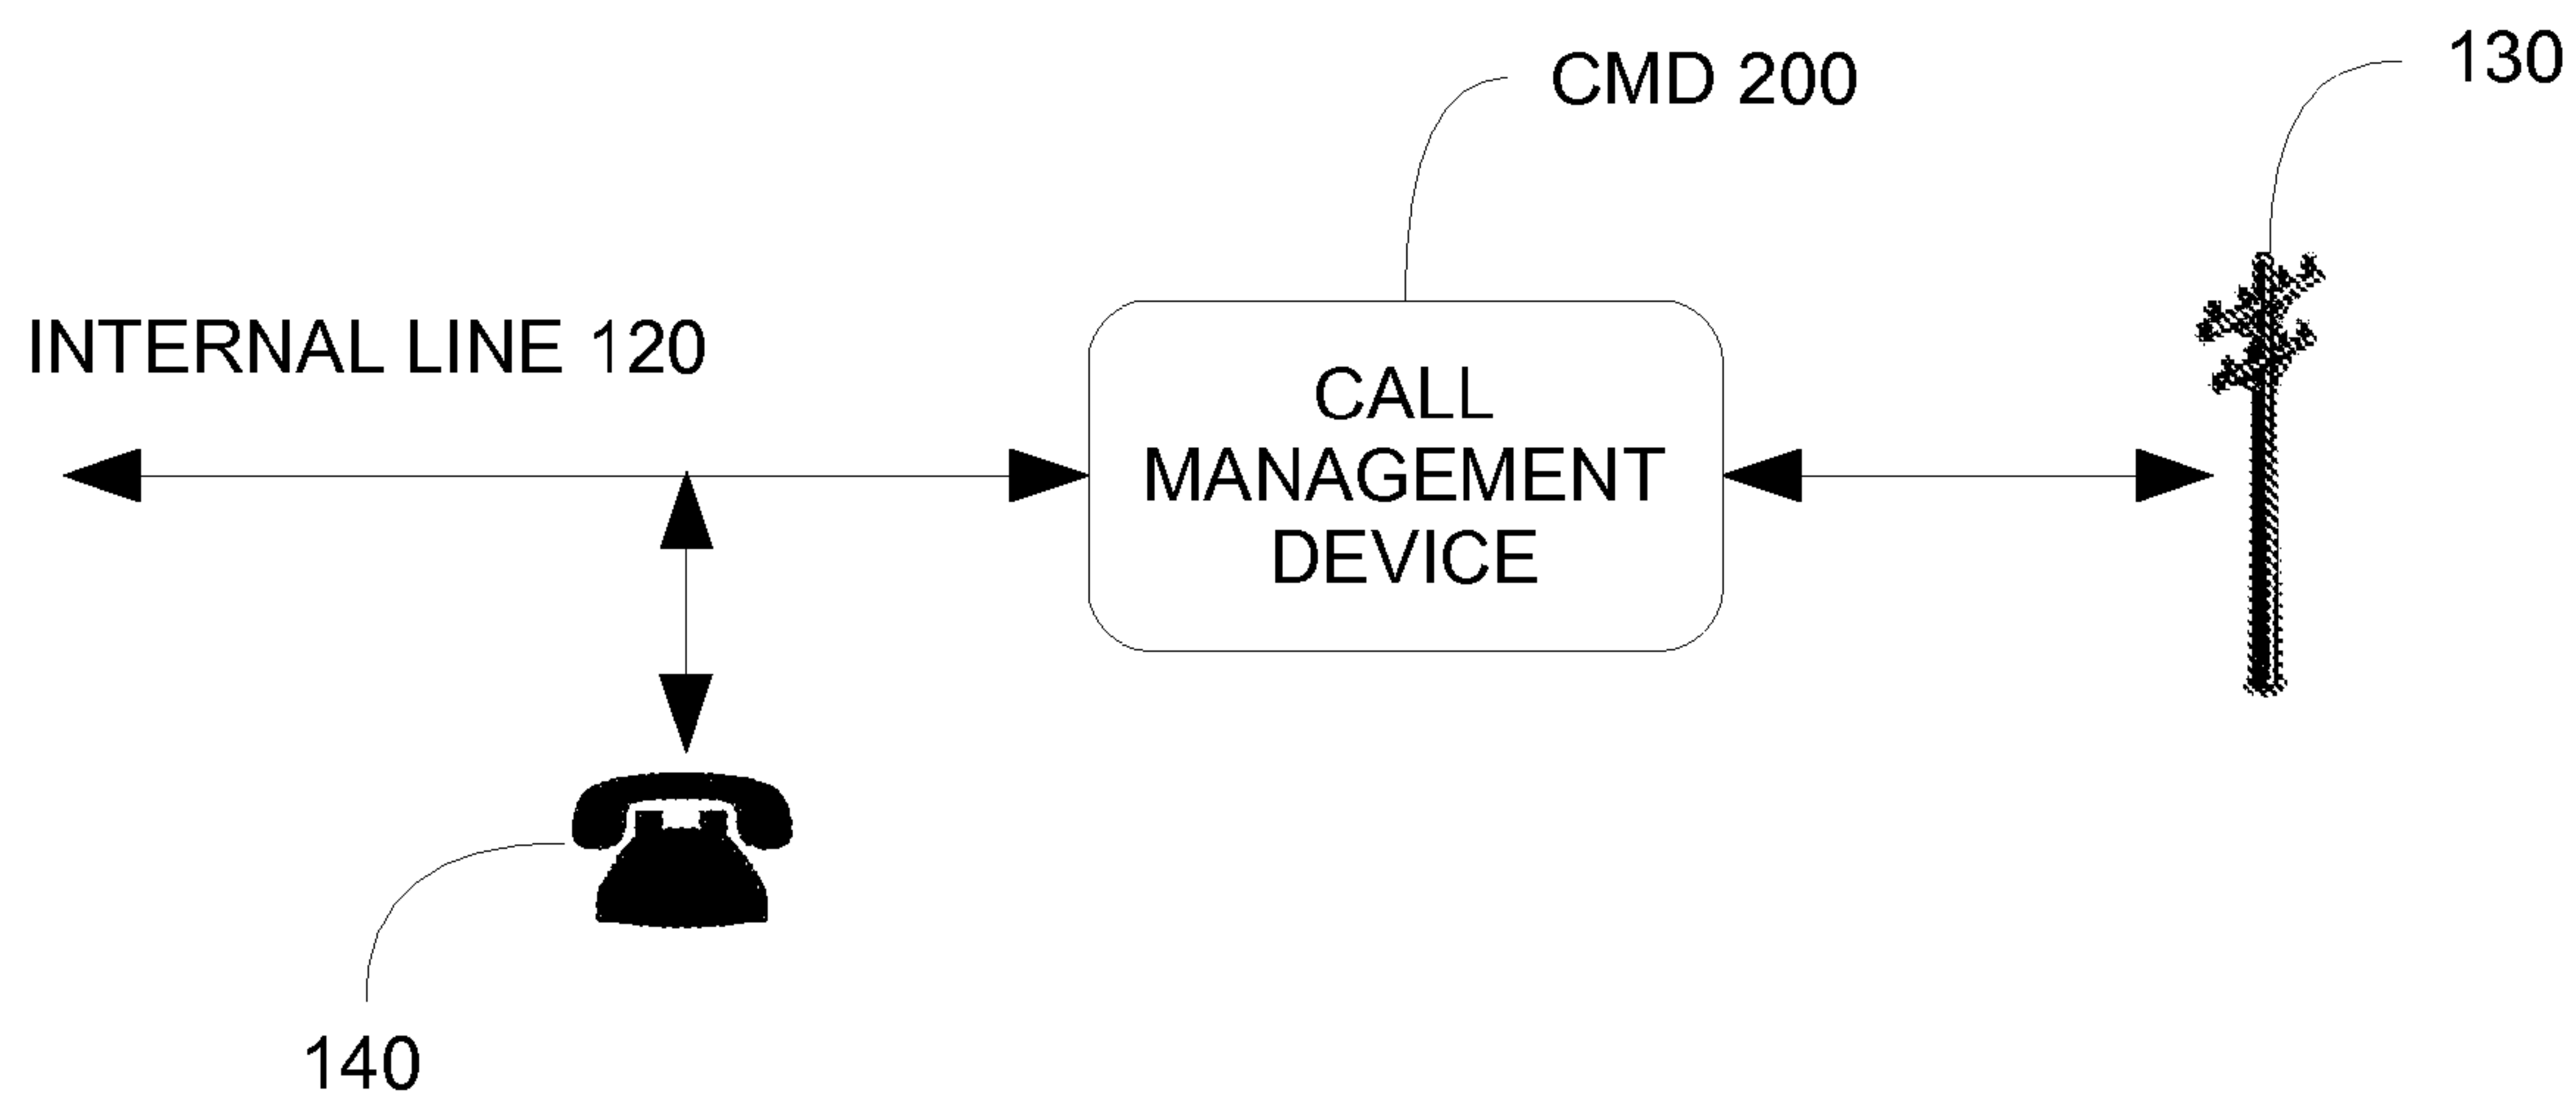 130
CMD 200
INTERNAL LINE 120
CALL
MANAGEMENT
DEVICE
140